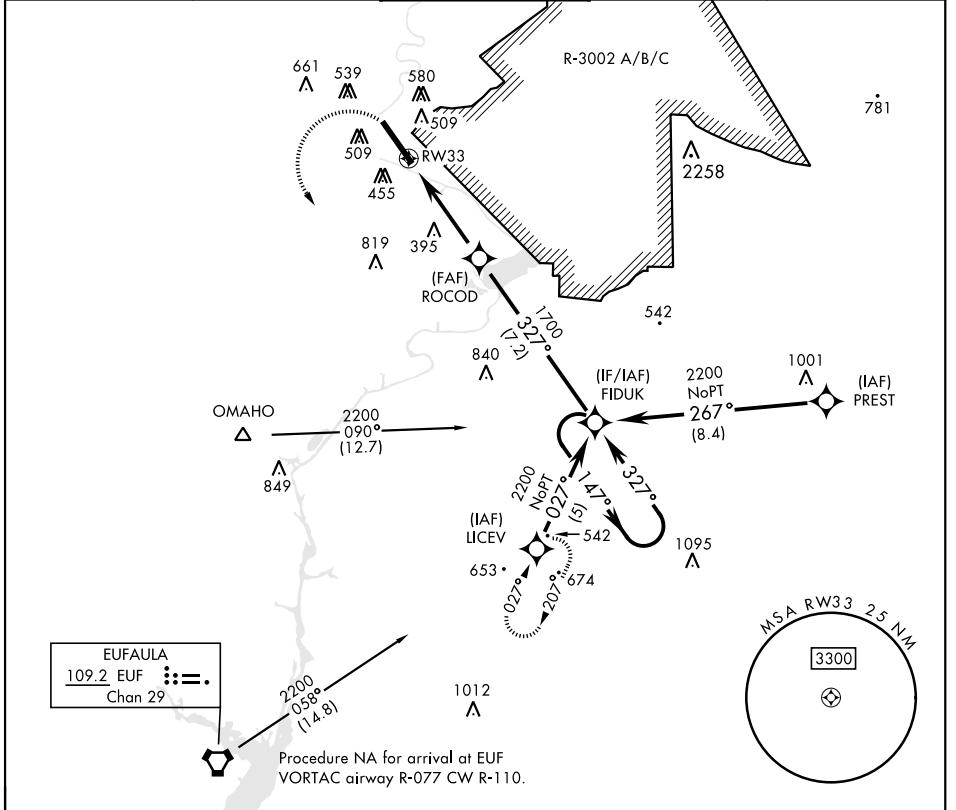 R-3002 A/B/C
661
539
580
509
781
509
RW33
2258
455
395
819
(FAF)
ROCOD
542
1700
327°
(7.2)
840
(IF/IAF)
FIDUK
2200
NoPT
267°
(8.4)
1001
(IAF)
PREST
OMAHO
2200
090°
(12.7)
849
2200
NoPT
027°
(5)
147°
327°
(IAF)
LICEV
542
1095
653
674
027°
207°
MSA RW33 25 NM
3300
EUFAULA
109.2 EUF
Chan 29
2200
058°
(14.8)
1012
Procedure NA for arrival at EUF
VORTAC airway R-077 CW R-110.